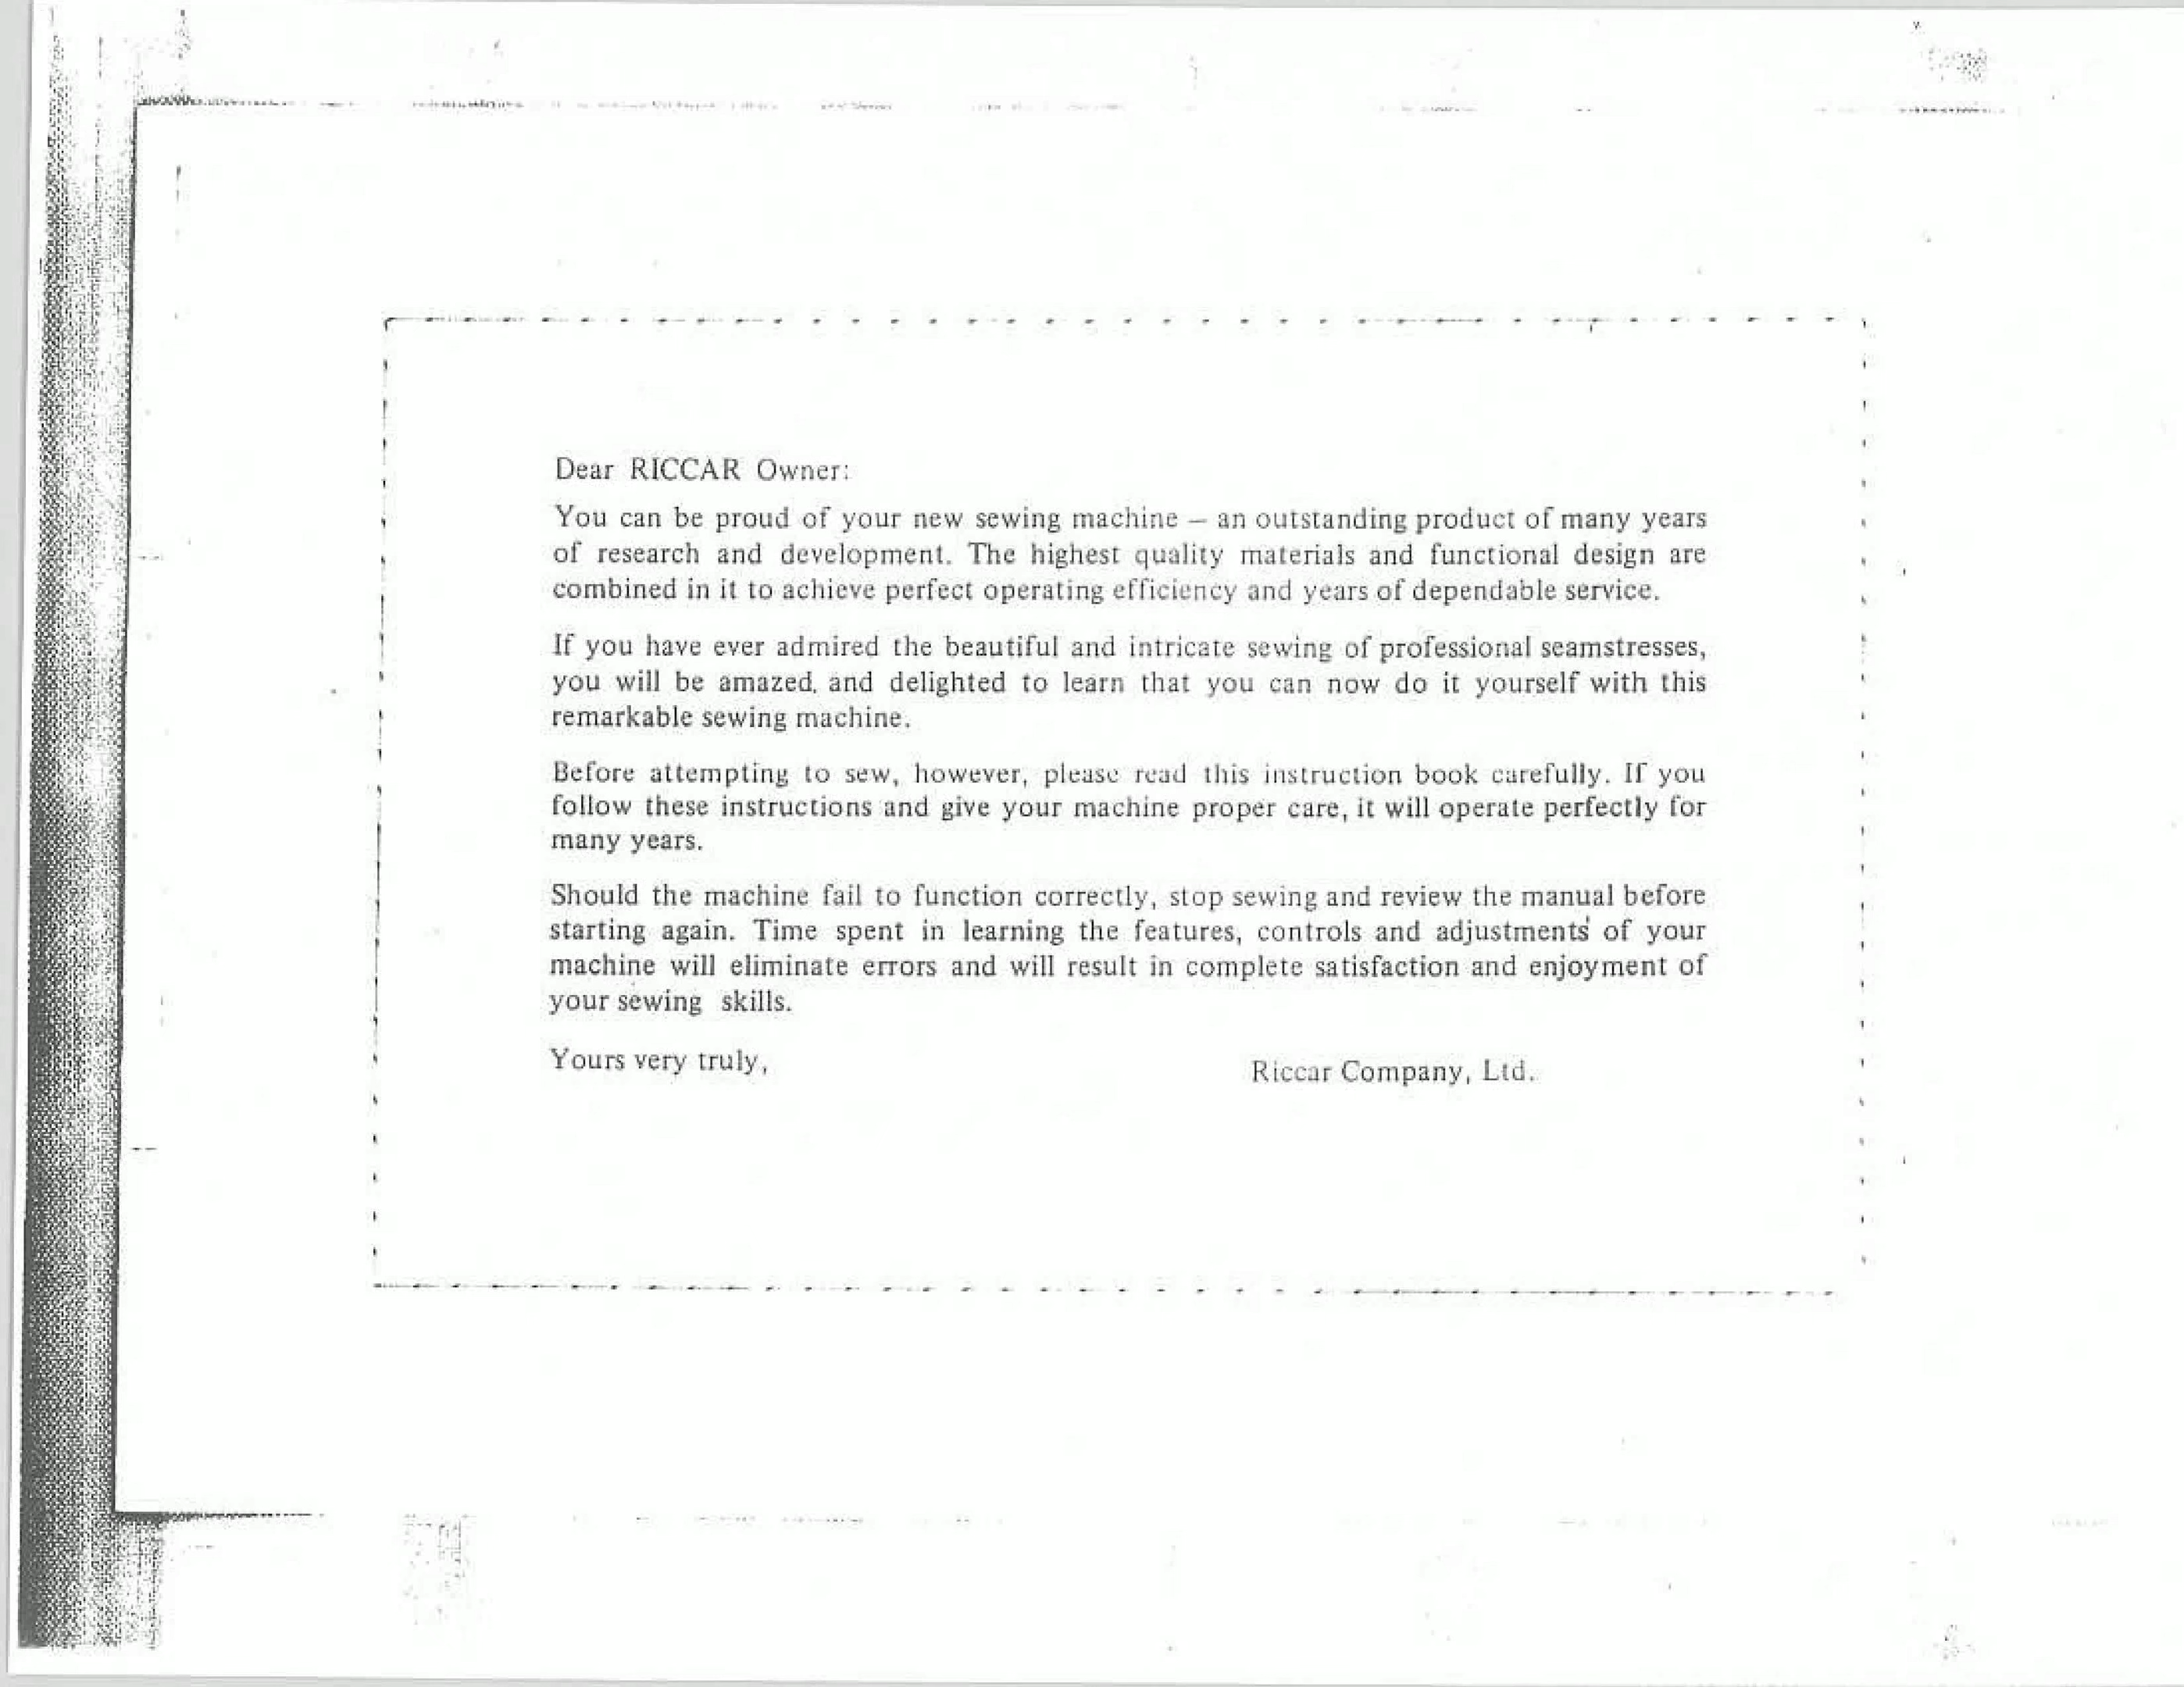 Dear RICCAR Owner:
You can be proud of your new sewing machine – an outstanding product of many years
of research and development. The highest quality materials and functional design are
combined in it to achieve perfect operating efficiency and years of dependable service.
If you have ever admired the beautiful and intricate sewing of professional seamstresses,
you will be amazed, and delighted to learn that you can now do it yourself with this
remarkable sewing machine.
Before attempting to sew, however, please read this instruction book carefully. If you
follow these instructions and give your machine proper care, it will operate perfectly for
many years.
Should the machine fail to function correctly, stop sewing and review the manual before
starting again. Time spent in learning the features, controls and adjustments of your
machine will eliminate errors and will result in complete satisfaction and enjoyment of
your sewing skills.
Yours very truly,
Riccar Company, Ltd.